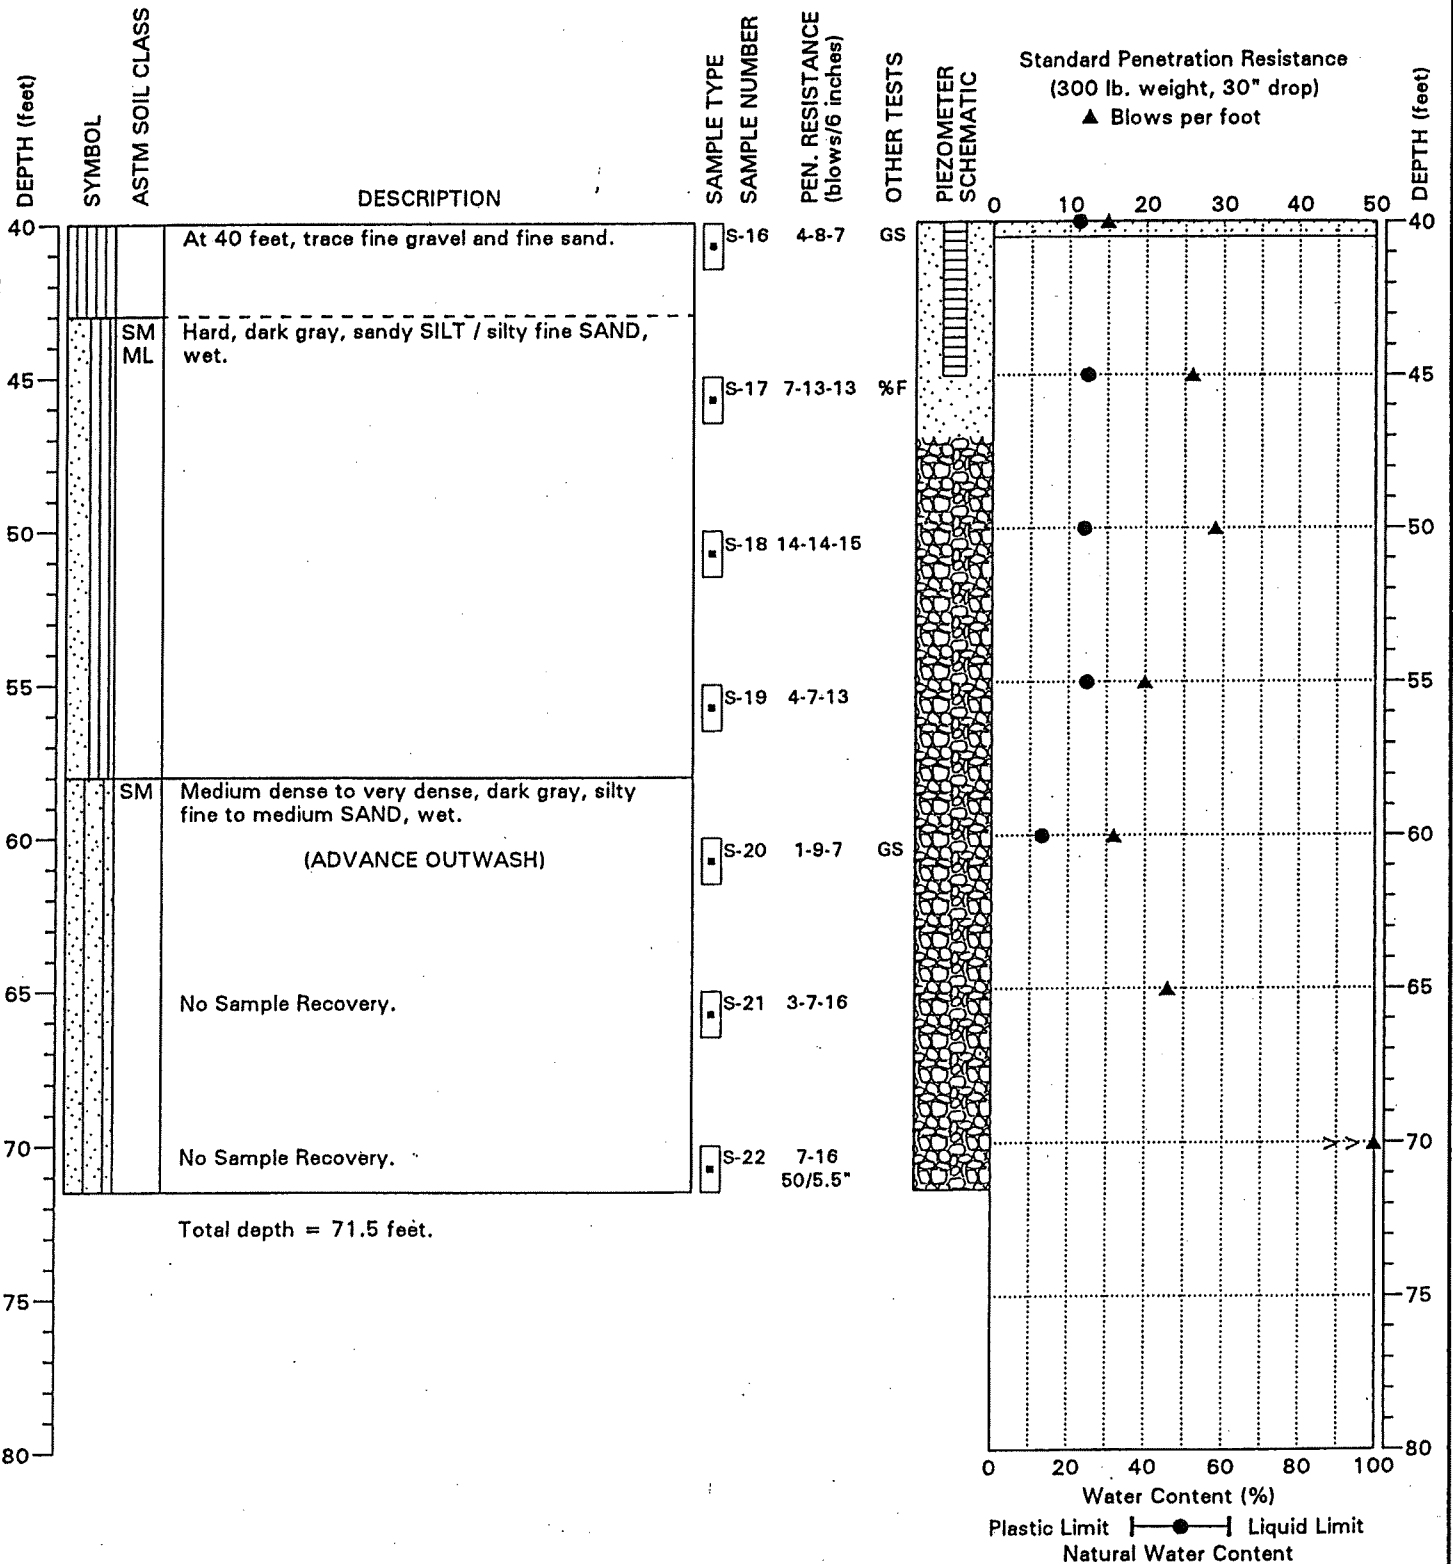 DEPTH (feet)
SYMBOL
ASTM SOIL CLASS
DESCRIPTION
SAMPLE TYPE
SAMPLE NUMBER
PEN. RESISTANCE
(blows/6 inches)
OTHER TESTS
PIEZOMETER
SCHEMATIC
Standard Penetration Resistance
(300 lb. weight, 30" drop)
▲ Blows per foot
DEPTH (feet)
0 10 20 30 40 50
40 At 40 feet, trace fine gravel and fine sand. S-16 4-8-7 GS 40
SM Hard, dark gray, sandy SILT / silty fine SAND,
ML wet.
45 S-17 7-13-13 %F 45
50 S-18 14-14-15 50
55 S-19 4-7-13 55
SM Medium dense to very dense, dark gray, silty
fine to medium SAND, wet.
60 (ADVANCE OUTWASH) S-20 1-9-7 GS 60
65 No Sample Recovery. S-21 3-7-16 65
70 No Sample Recovery. S-22 7-16 >> 70
50/5.5"
Total depth = 71.5 feet.
75 75
80 80
0 20 40 60 80 100
Water Content (%)
Plastic Limit Liquid Limit
Natural Water Content